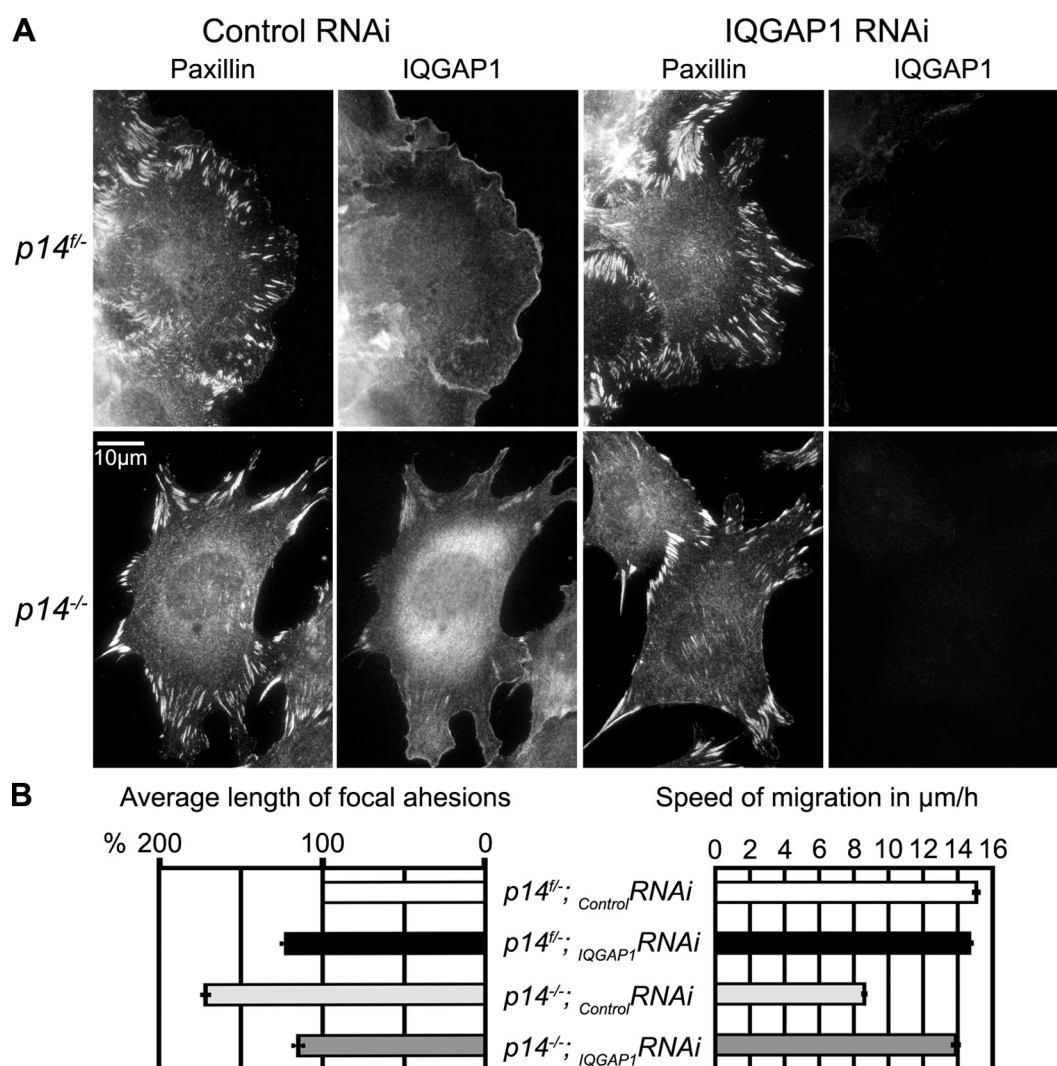 A
Control RNAi IQGAP1 RNAi
Paxillin IQGAP1 Paxillin IQGAP1
p14f/-
10µm
p14-/-
B
Average length of focal ahesions Speed of migration in µm/h
% 200 100 0 0 2 4 6 8 10 12 14 16
p14f/-; ControlRNAi
p14f/-; IQGAP1RNAi
p14-/-; ControlRNAi
p14-/-; IQGAP1RNAi